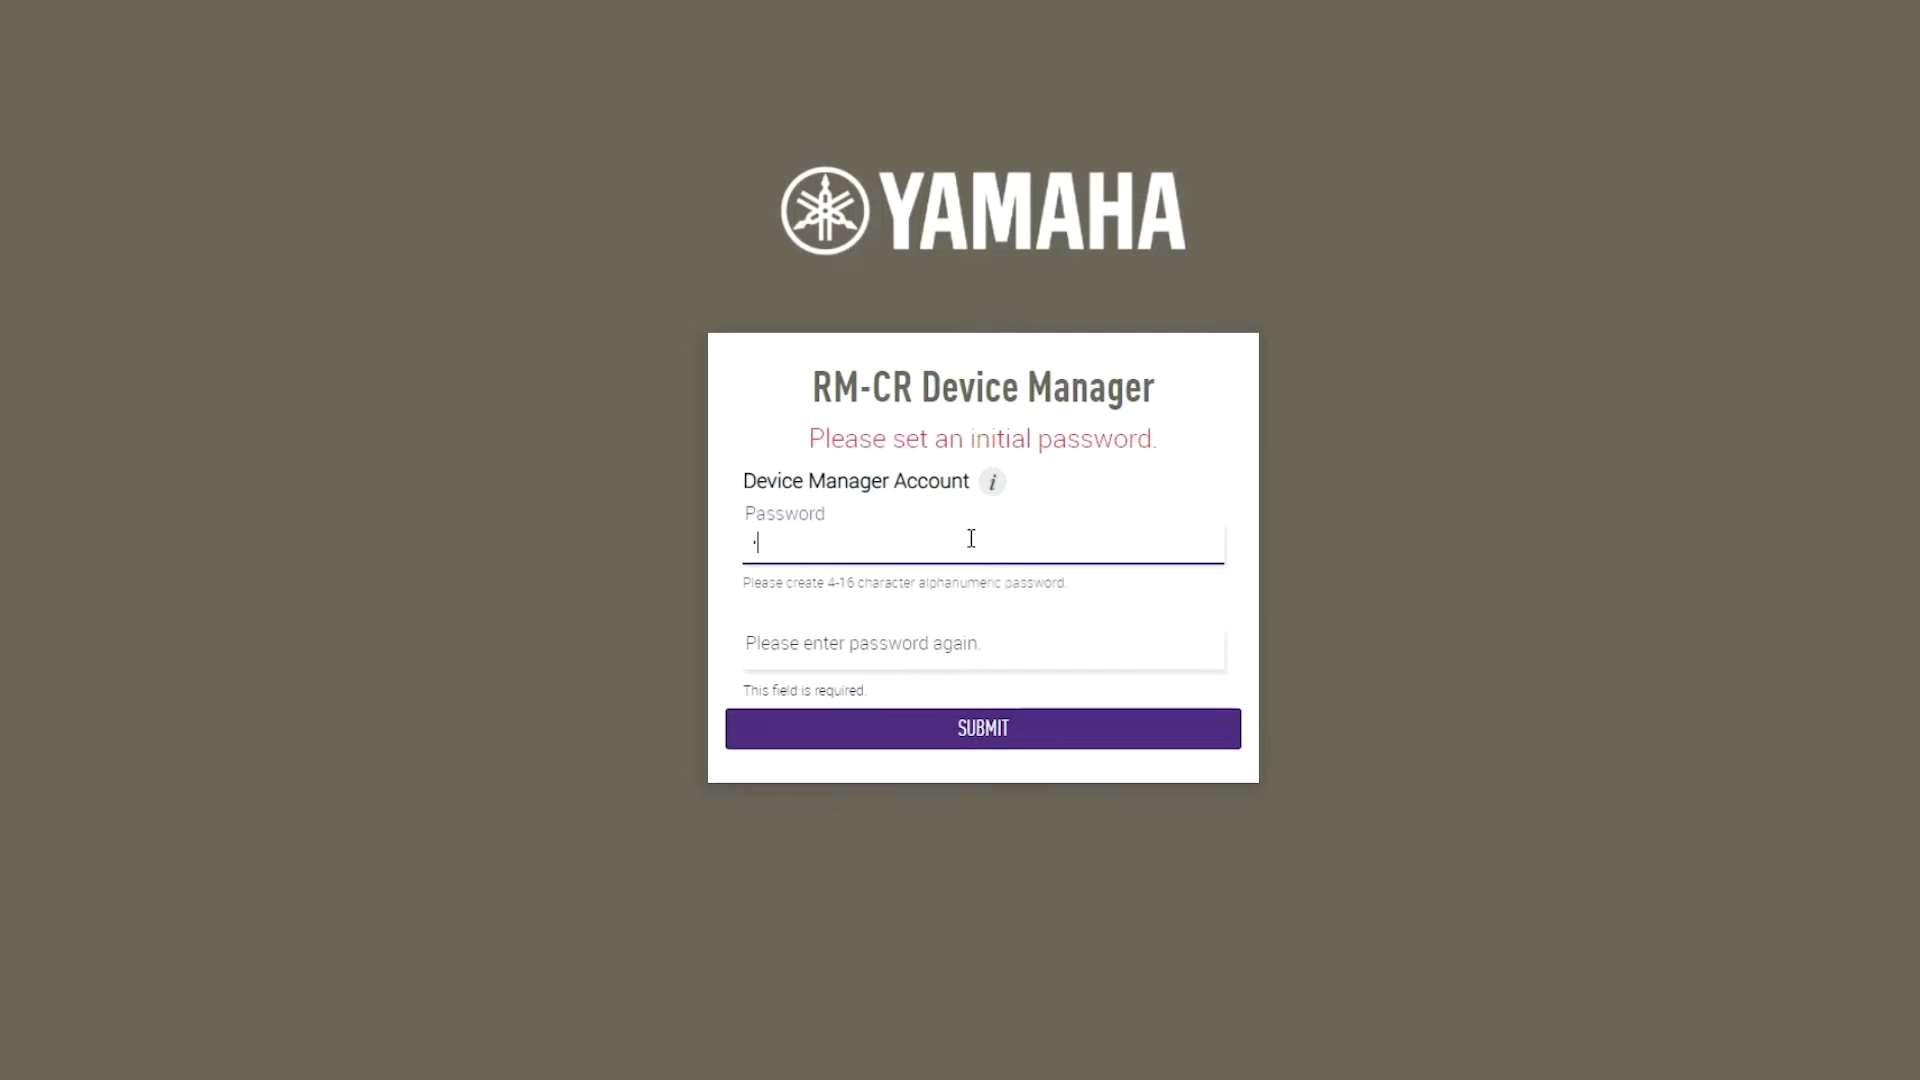 YAMAHA
RM-CR Device Manager
Please set an initial password.
Device Manager Account i
Password
Please create 4-16 character alphanumeric password.
Please enter password again.
This field is required.
SUBMIT